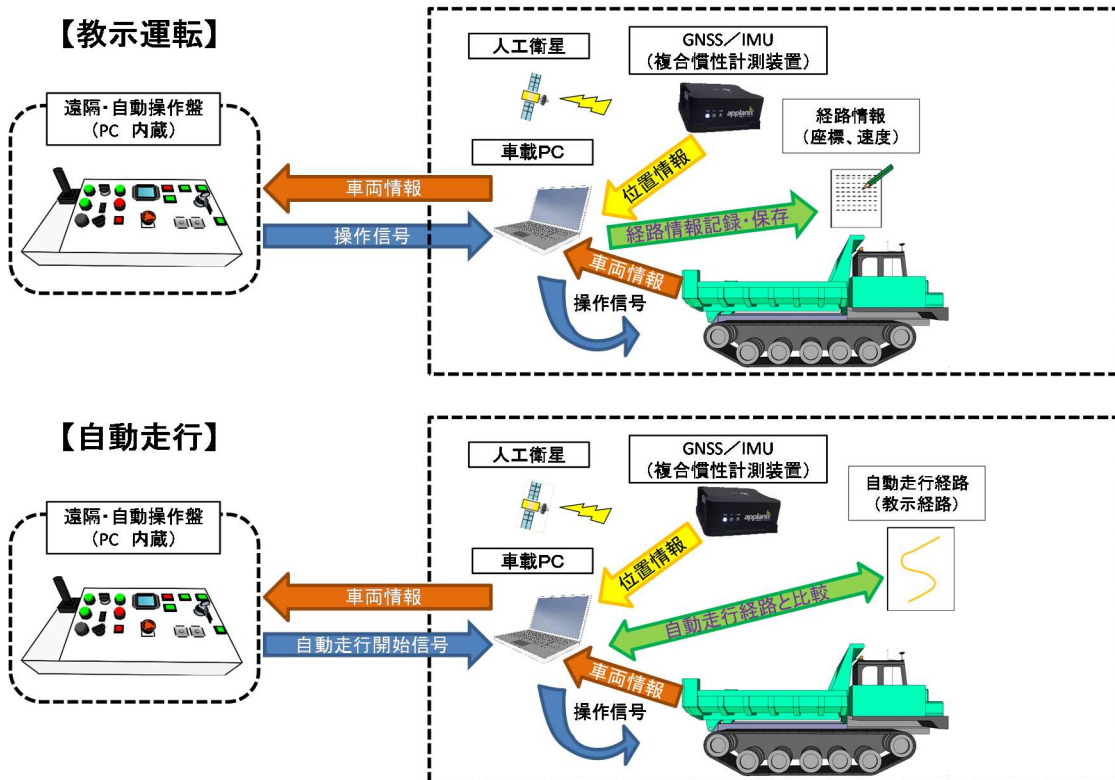 【教示運転】
遠隔・自動操作盤
(PC 内蔵)
人工衛星
GNSS／IMU
(複合慣性計測装置)
applanix
経路情報
(座標、速度)
車載PC
位置情報
車両情報
操作信号
経路情報記録・保存
車両情報
操作信号
【自動走行】
遠隔・自動操作盤
(PC 内蔵)
人工衛星
GNSS／IMU
(複合慣性計測装置)
applanix
自動走行経路
(教示経路)
車載PC
位置情報
車両情報
自動走行開始信号
自動走行経路と比較
車両情報
操作信号